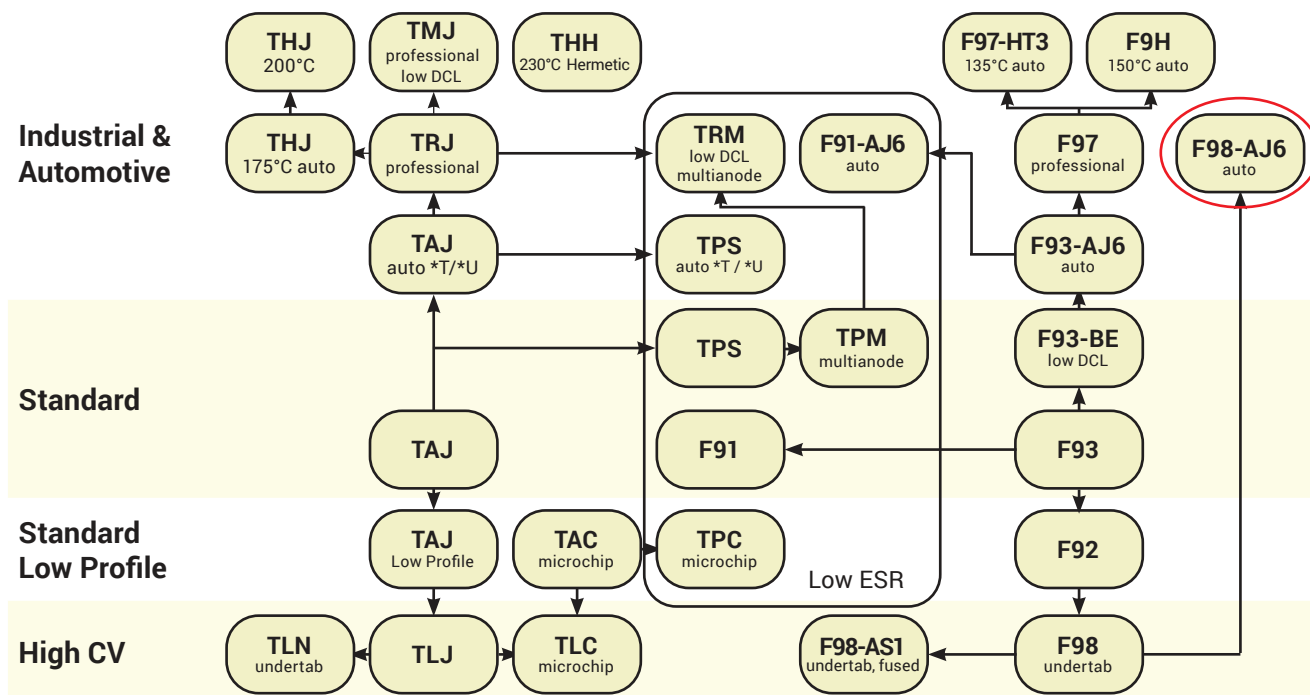 THJ
200°C
TMJ
professional
low DCL
THH
230°C Hermetic
F97-HT3
135°C auto
F9H
150°C auto
Industrial &
Automotive
THJ
175°C auto
TRJ
professional
TRM
low DCL
multianode
F91-AJ6
auto
F97
professional
F98-AJ6
auto
TAJ
auto *T/*U
TPS
auto *T / *U
F93-AJ6
auto
Standard
TPS
TPM
multianode
F93-BE
low DCL
TAJ
F91
F93
Standard
Low Profile
TAJ
Low Profile
TAC
microchip
TPC
microchip
F92
Low ESR
High CV
TLN
undertab
TLJ
TLC
microchip
F98-AS1
undertab, fused
F98
undertab